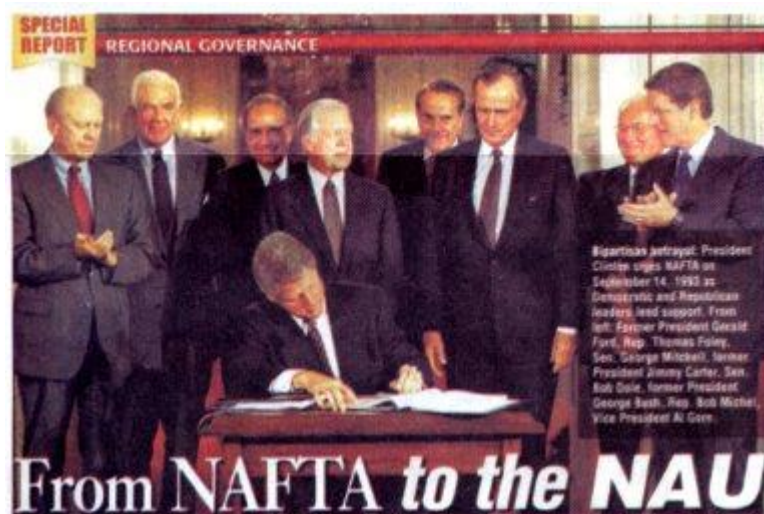 SPECIAL
REPORT
REGIONAL GOVERNANCE
Bipartisan betrayal: President
Clinton signs NAFTA on
September 14, 1993 as
Democratic and Republican
leaders lend support. From
left: Former President Gerald
Ford, Rep. Thomas Foley,
Sen. George Mitchell, former
President Jimmy Carter, Sen.
Bob Dole, former President
George Bush, Rep. Bob Michel,
Vice President Al Gore.
From NAFTA to the NAU